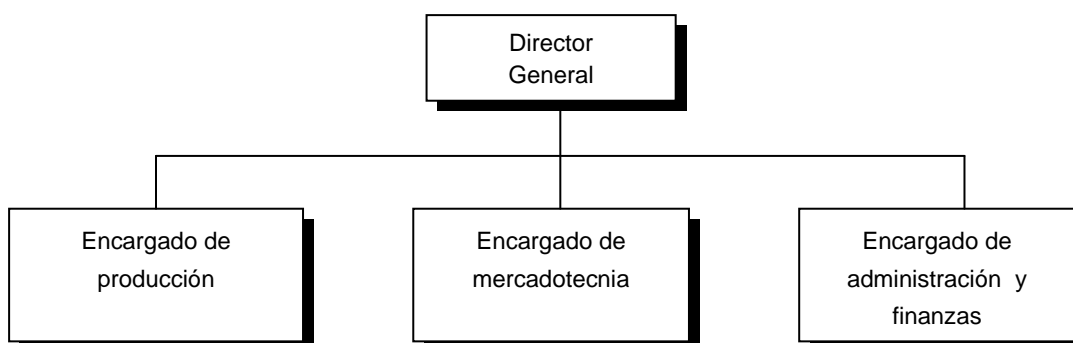 Director
General
Encargado de
producción
Encargado de
mercadotecnia
Encargado de
administración y
finanzas